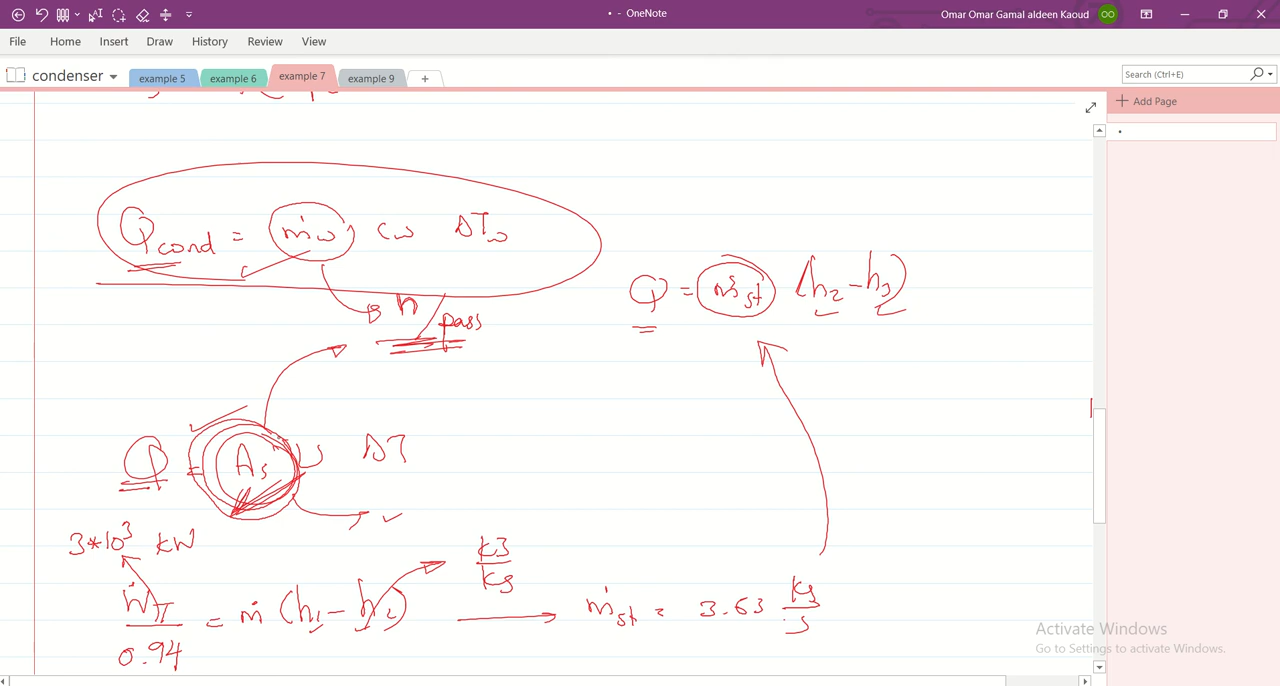 • - OneNote
Omar Omar Gamal aldeen Kaoud OO
File Home Insert Draw History Review View
condenser example 5 example 6 example 7 example 9 +
Search (Ctrl+E)
+ Add Page
Q cond = ṁw cw ΔTw
Q = ṁst (h2 - h3)
n / pass
Q = As U ΔT
3*10^3 kW
kJ / kg
ẆT / 0.94 = ṁ (h1 - h2) → ṁst = 3.63 kg / s
Activate Windows
Go to Settings to activate Windows.